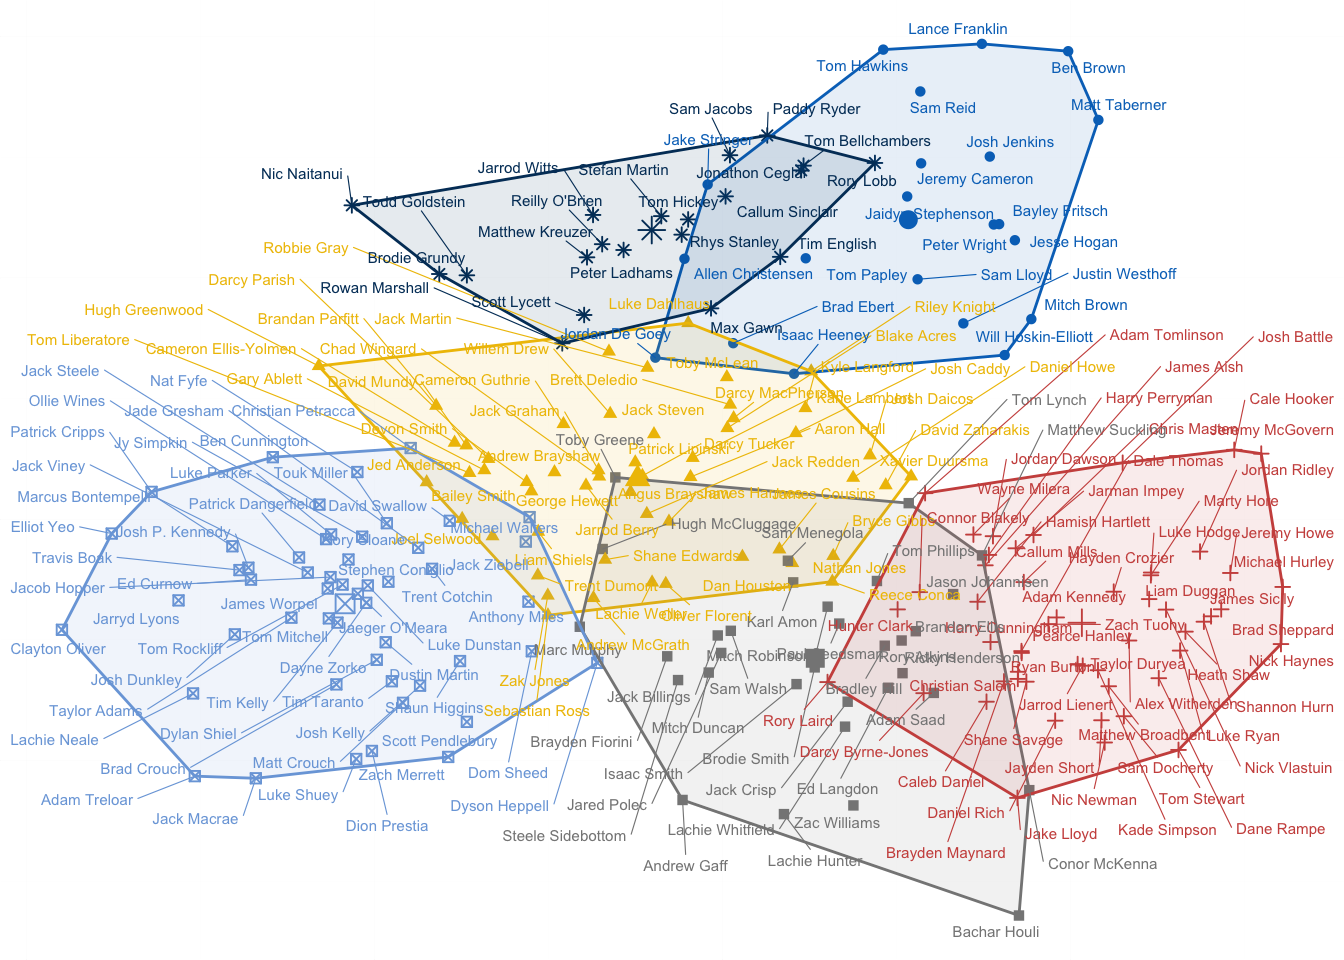 Lance Franklin
Tom Hawkins
Ben Brown
Sam Reid
Matt Taberner
Sam Jacobs
Paddy Ryder
Jake Stringer
Tom Bellchambers
Josh Jenkins
Jarrod Witts
Stefan Martin
Nic Naitanui
Jonathon Ceglar
Rory Lobb
Jeremy Cameron
Todd Goldstein
Reilly O'Brien
Tom Hickey
Callum Sinclair
Jaidyn Stephenson
Bayley Fritsch
Matthew Kreuzer
Rhys Stanley
Tim English
Peter Wright
Jesse Hogan
Robbie Gray
Brodie Grundy
Peter Ladhams
Allen Christensen
Tom Papley
Sam Lloyd
Justin Westhoff
Darcy Parish
Rowan Marshall
Scott Lycett
Luke Dahlhaus
Brad Ebert
Riley Knight
Mitch Brown
Hugh Greenwood
Brandan Parfitt
Jack Martin
Jordan De Goey
Max Gawn
Isaac Heeney
Blake Acres
Will Hoskin-Elliott
Adam Tomlinson
Josh Battle
Tom Liberatore
Cameron Ellis-Yolmen
Chad Wingard
Willem Drew
Toby McLean
Kyle Langford
Josh Caddy
Daniel Howe
James Aish
Jack Steele
Nat Fyfe
Gary Ablett
David Mundy
Cameron Guthrie
Brett Deledio
Darcy MacPherson
Kane Lambert
Josh Daicos
Tom Lynch
Harry Perryman
Cale Hooker
Ollie Wines
Jade Gresham
Christian Petracca
Jack Graham
Jack Steven
Devon Smith
Aaron Hall
David Zaharakis
Matthew Suckling
Chris Masten
Jeremy McGovern
Patrick Cripps
Jy Simpkin
Ben Cunnington
Toby Greene
Patrick Lipinski
Darcy Tucker
Jack Viney
Luke Parker
Touk Miller
Jed Anderson
Andrew Brayshaw
Jack Redden
Xavier Duursma
Jordan Dawson
Dale Thomas
Jordan Ridley
Marcus Bontempelli
Patrick Dangerfield
David Swallow
Bailey Smith
George Hewett
Angus Brayshaw
James Harmes
James Cousins
Wayne Milera
Jarman Impey
Marty Hore
Elliot Yeo
Josh P. Kennedy
Rory Sloane
Joel Selwood
Michael Walters
Jarrod Berry
Hugh McCluggage
Sam Menegola
Bryce Gibbs
Connor Blakely
Hamish Hartlett
Luke Hodge
Jeremy Howe
Travis Boak
Stephen Coniglio
Jack Ziebell
Liam Shiels
Shane Edwards
Nathan Jones
Tom Phillips
Callum Mills
Hayden Crozier
Michael Hurley
Jacob Hopper
Ed Curnow
Trent Cotchin
Trent Dumont
Dan Houston
Reece Conca
Jason Johannisen
Adam Kennedy
Liam Duggan
James Sicily
Jarryd Lyons
James Worpel
Jaeger O'Meara
Anthony Miles
Lachie Weller
Oliver Florent
Karl Amon
Hunter Clark
Brandon Ellis
Harry Cunningham
Pearce Hanley
Zach Tuohy
Brad Sheppard
Clayton Oliver
Tom Rockliff
Tom Mitchell
Luke Dunstan
Marc Murphy
Andrew McGrath
Mitch Robinson
Paul Seedsman
Rory Atkins
Ricky Henderson
Ryan Burton
Taylor Duryea
Heath Shaw
Nick Haynes
Josh Dunkley
Dayne Zorko
Dustin Martin
Zak Jones
Jack Billings
Sam Walsh
Bradley Hill
Christian Salem
Jarrod Lienert
Alex Witherden
Shannon Hurn
Taylor Adams
Tim Kelly
Tim Taranto
Shaun Higgins
Sebastian Ross
Mitch Duncan
Rory Laird
Adam Saad
Lachie Neale
Dylan Shiel
Josh Kelly
Scott Pendlebury
Brayden Fiorini
Brodie Smith
Darcy Byrne-Jones
Shane Savage
Matthew Broadbent
Luke Ryan
Brad Crouch
Matt Crouch
Zach Merrett
Dom Sheed
Isaac Smith
Jack Crisp
Ed Langdon
Caleb Daniel
Jayden Short
Sam Docherty
Nick Vlastuin
Adam Treloar
Luke Shuey
Dyson Heppell
Jared Polec
Daniel Rich
Nic Newman
Tom Stewart
Jack Macrae
Dion Prestia
Steele Sidebottom
Lachie Whitfield
Zac Williams
Jake Lloyd
Kade Simpson
Dane Rampe
Andrew Gaff
Lachie Hunter
Brayden Maynard
Conor McKenna
Bachar Houli